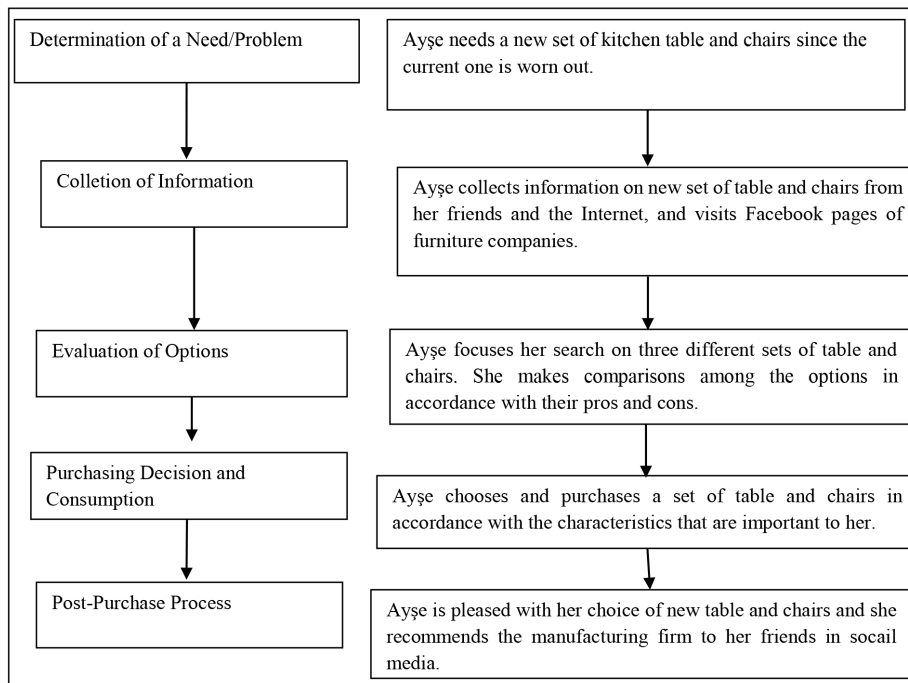 Determination of a Need/Problem
Ayşe needs a new set of kitchen table and chairs since the
current one is worn out.
Colletion of Information
Ayşe collects information on new set of table and chairs from
her friends and the Internet, and visits Facebook pages of
furniture companies.
Evaluation of Options
Ayşe focuses her search on three different sets of table and
chairs. She makes comparisons among the options in
accordance with their pros and cons.
Purchasing Decision and
Consumption
Ayşe chooses and purchases a set of table and chairs in
accordance with the characteristics that are important to her.
Post-Purchase Process
Ayşe is pleased with her choice of new table and chairs and she
recommends the manufacturing firm to her friends in socail
media.